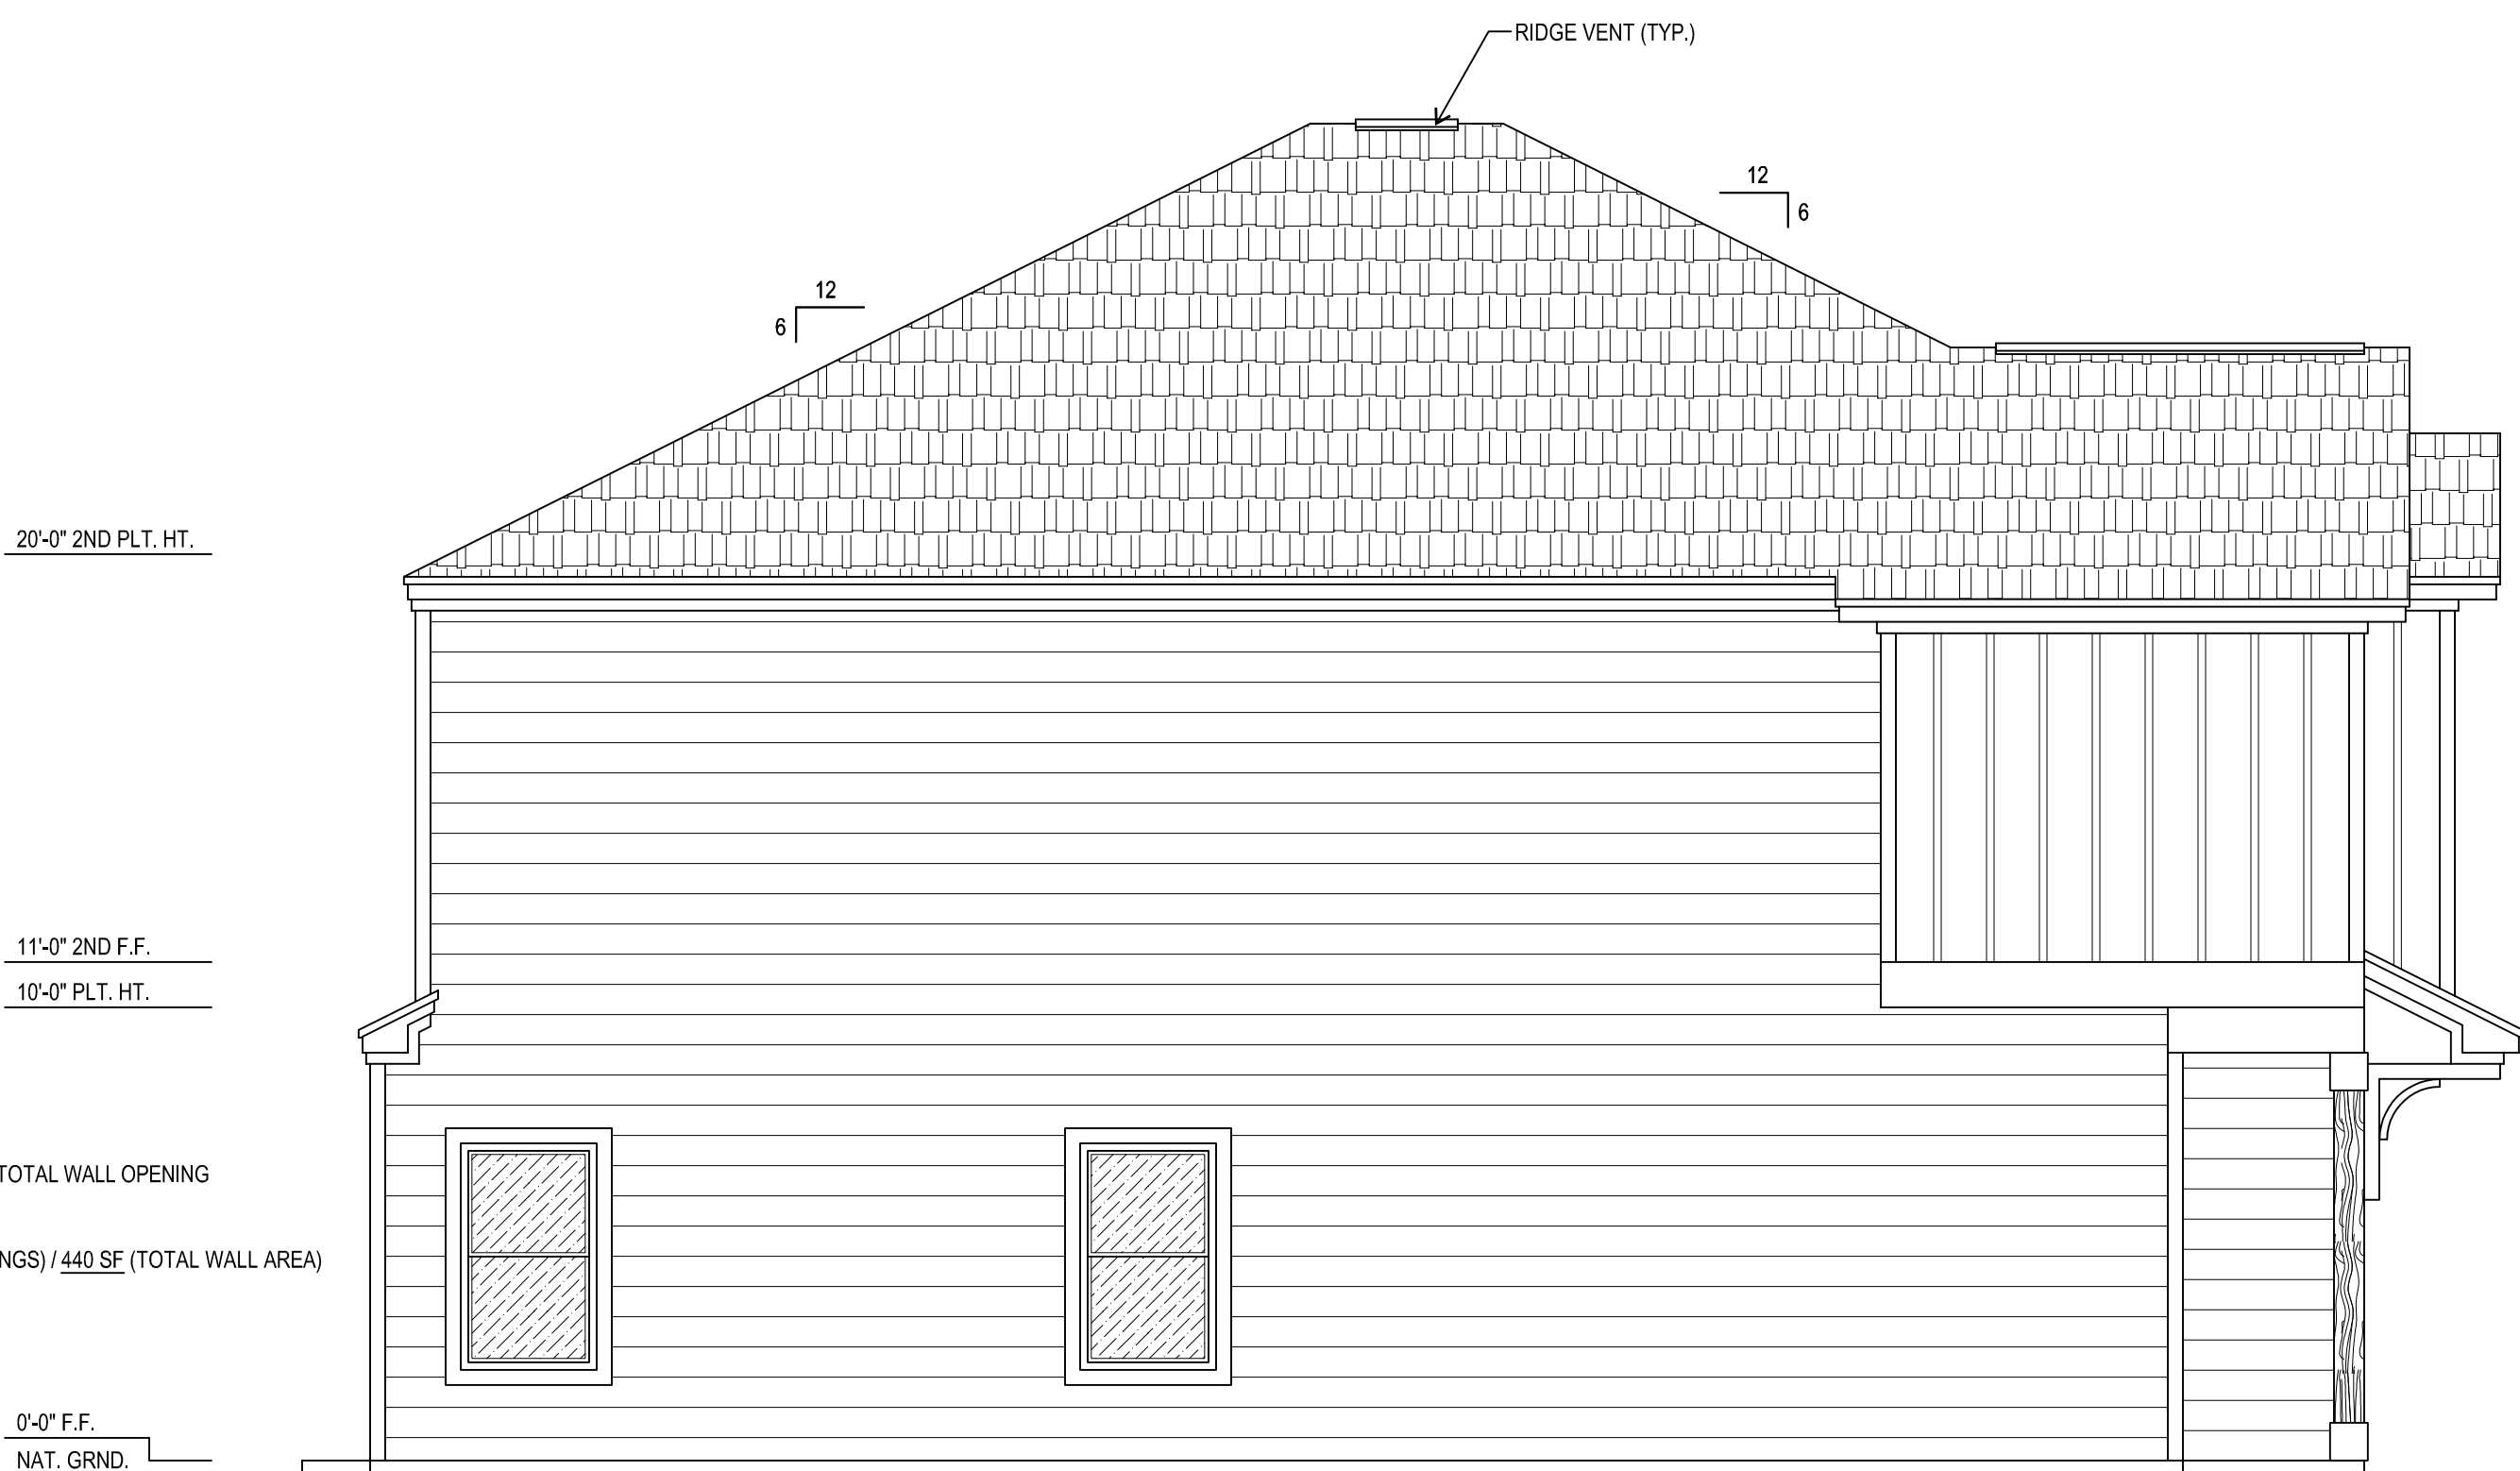 RIDGE VENT (TYP.)
12
6
12
6
20'-0" 2ND PLT. HT.
11'-0" 2ND F.F.
10'-0" PLT. HT.
TOTAL WALL OPENING
NGS) / 440 SF (TOTAL WALL AREA)
0'-0" F.F.
NAT. GRND.